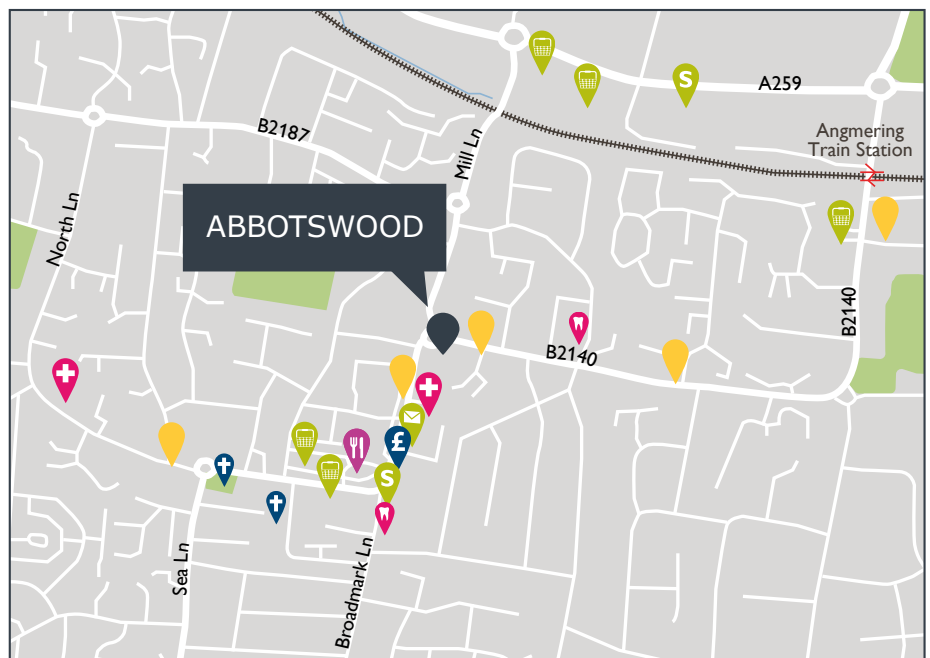 A259
Angmering
Train Station
B2187
Mill Ln
North Ln
ABBOTSWOOD
B2140
B2140
S
£
S
Sea Ln
Broadmark Ln